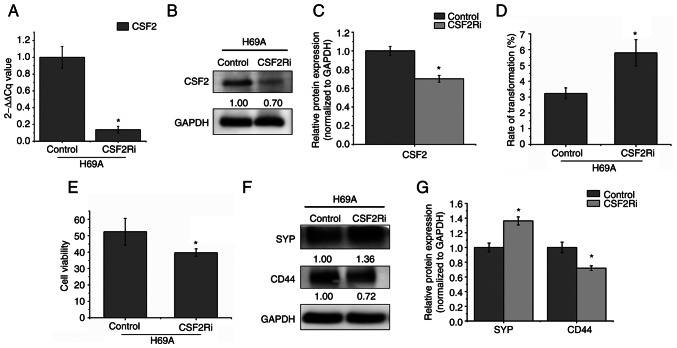 A
CSF2
2-ΔΔCq value
1.2
1.0
0.8
0.6
0.4
0.2
0.0
*
Control
CSF2Ri
H69A
B
H69A
Control
CSF2Ri
CSF2
1.00
0.70
GAPDH
C
Control
CSF2Ri
Relative protein expression
(normalized to GAPDH)
1.2
1.0
0.8
0.6
0.4
0.2
0.0
*
CSF2
D
Rate of transformation (%)
7
6
5
4
3
2
1
0
*
Control
CSF2Ri
H69A
E
Cell viability
60
50
40
30
20
10
0
*
Control
CSF2Ri
H69A
F
H69A
Control
CSF2Ri
SYP
1.00
1.36
CD44
1.00
0.72
GAPDH
G
Control
CSF2Ri
Relative protein expression
(normalized to GAPDH)
1.6
1.4
1.2
1.0
0.8
0.6
0.4
0.2
0.0
*
*
SYP
CD44